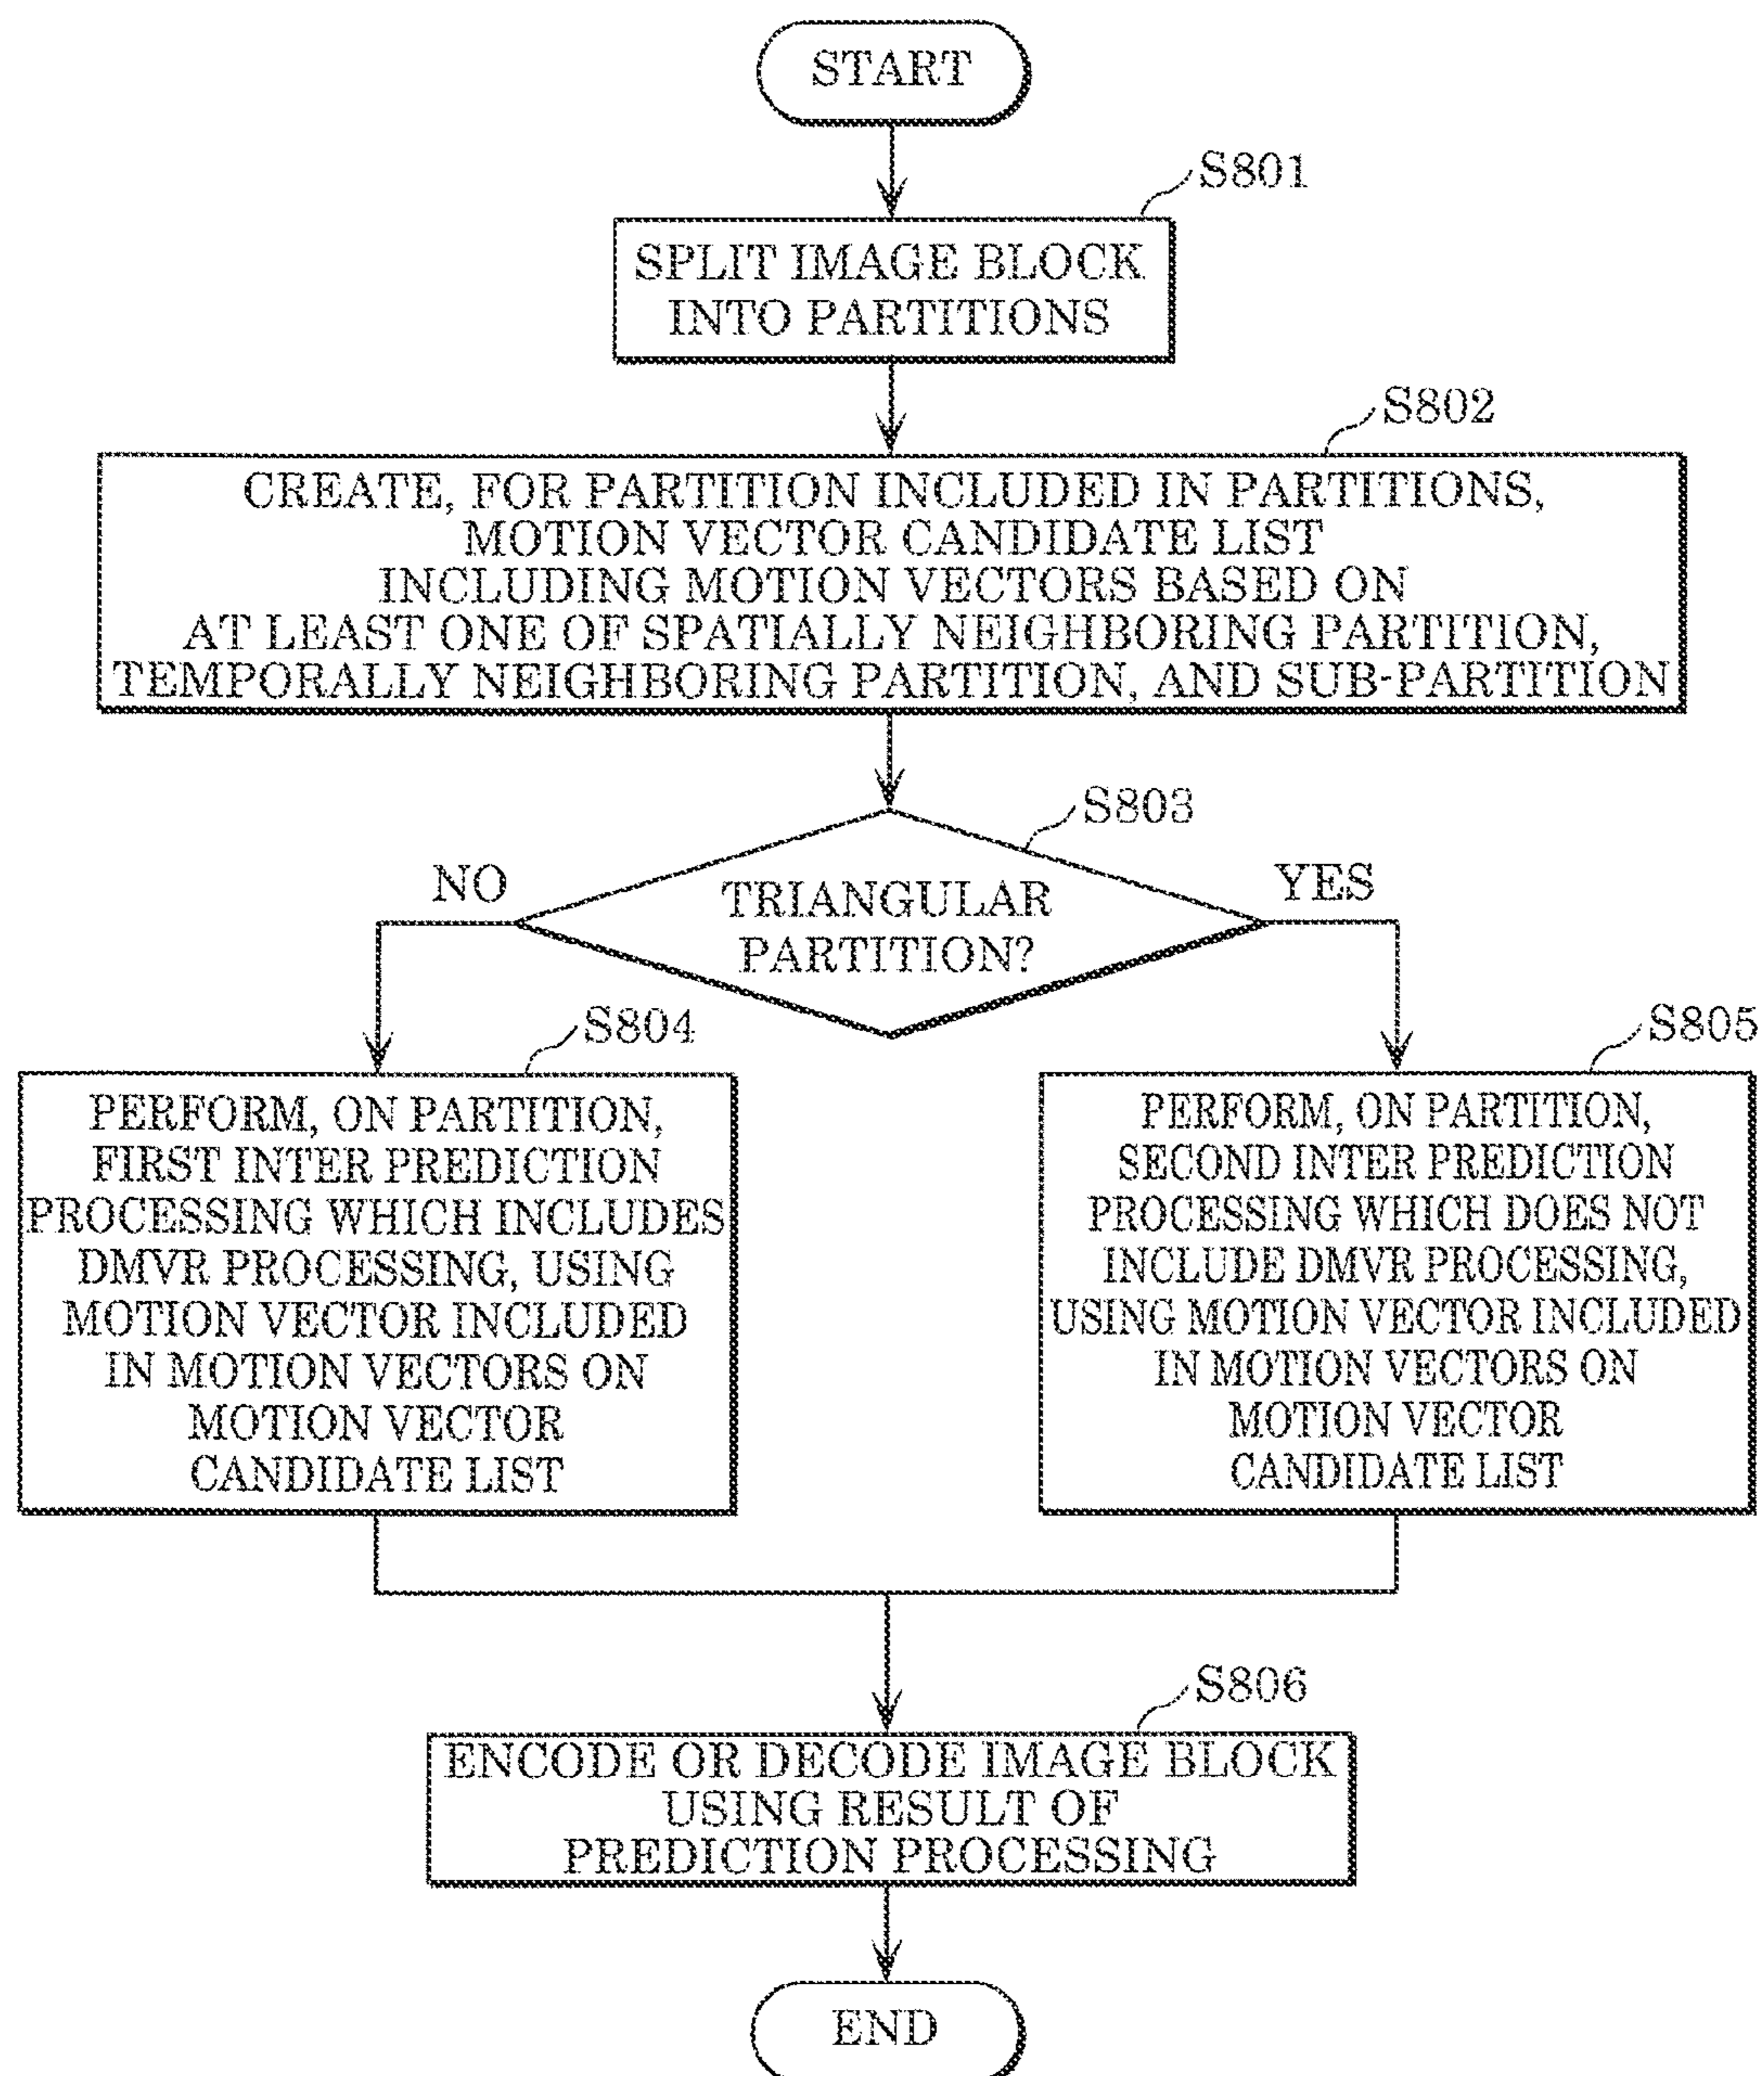 START
S801
SPLIT IMAGE BLOCK
INTO PARTITIONS
S802
CREATE, FOR PARTITION INCLUDED IN PARTITIONS,
MOTION VECTOR CANDIDATE LIST
INCLUDING MOTION VECTORS BASED ON
AT LEAST ONE OF SPATIALLY NEIGHBORING PARTITION,
TEMPORALLY NEIGHBORING PARTITION, AND SUB-PARTITION
S803
NO
YES
TRIANGULAR
PARTITION?
S804
PERFORM, ON PARTITION,
FIRST INTER PREDICTION
PROCESSING WHICH INCLUDES
DMVR PROCESSING, USING
MOTION VECTOR INCLUDED
IN MOTION VECTORS ON
MOTION VECTOR
CANDIDATE LIST
S805
PERFORM, ON PARTITION,
SECOND INTER PREDICTION
PROCESSING WHICH DOES NOT
INCLUDE DMVR PROCESSING,
USING MOTION VECTOR INCLUDED
IN MOTION VECTORS ON
MOTION VECTOR
CANDIDATE LIST
S806
ENCODE OR DECODE IMAGE BLOCK
USING RESULT OF
PREDICTION PROCESSING
END